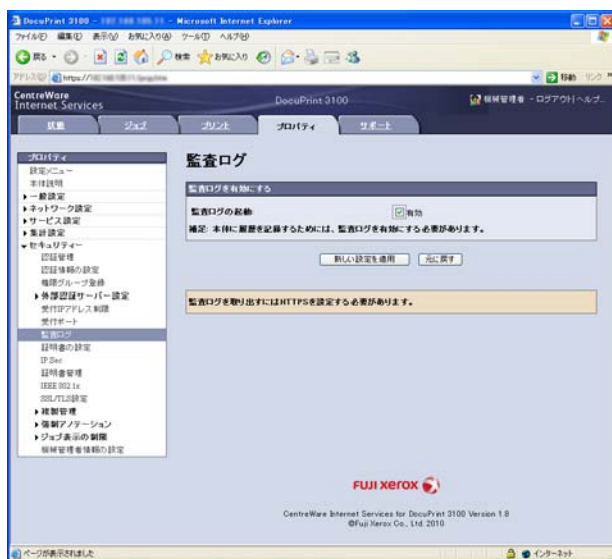 DocuPrint 3100 - - Microsoft Internet Explorer
ファイル(F) 編集(E) 表示(V) お気に入り(A) ツール(T) ヘルプ(H)
戻る 検索 お気に入り
アドレス(D) https:// 移動 リンク
CentreWare
Internet Services
DocuPrint 3100
機械管理者 - ログアウト ヘルプ
状態 ジョブ プリント プロパティ サポート
プロパティ
設定メニュー
本体説明
一般設定
ネットワーク設定
サービス設定
集計設定
セキュリティー
認証管理
認証情報の設定
権限グループ登録
外部認証サーバー設定
受付IPアドレス制限
受付ポート
監査ログ
証明書の設定
IP Sec
証明書管理
IEEE 802.1x
SSL/TLS設定
複製管理
強制アノテーション
ジョブ表示の制限
機械管理者情報の設定
監査ログ
監査ログを有効にする
監査ログの起動: 有効
補足: 本体に履歴を記録するためには、監査ログを有効にする必要があります。
新しい設定を適用 元に戻す
監査ログを取り出すにはHTTPSを設定する必要があります。
FUJI XEROX
CentreWare Internet Services for DocuPrint 3100 Version 1.8
©Fuji Xerox Co., Ltd. 2010
ページが表示されました インターネット